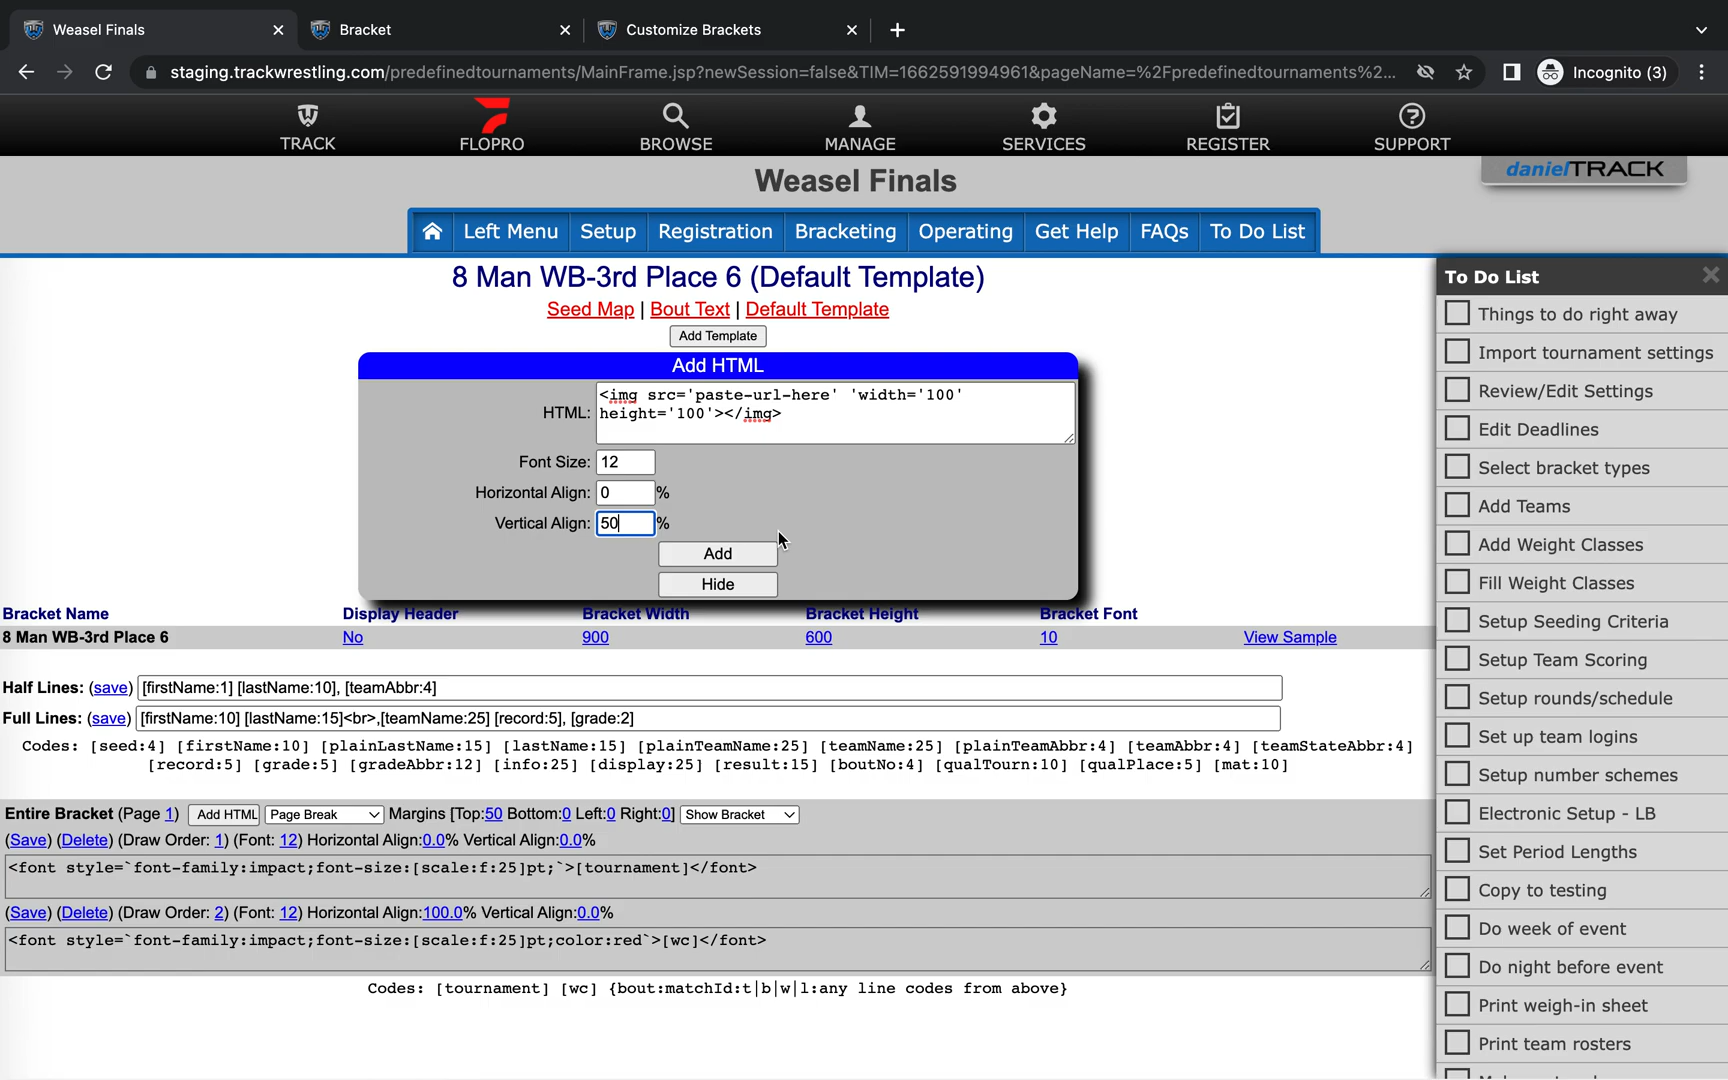 Weasel Finals
Bracket
Customize Brackets
staging.trackwrestling.com/predefinedtournaments/MainFrame.jsp?newSession=false&TIM=1662591994961&pageName=%2Fpredefinedtournaments%2...
Incognito (3)
TRACK
FLOPRO
BROWSE
MANAGE
SERVICES
REGISTER
SUPPORT
Weasel Finals
danielTRACK
Left Menu
Setup
Registration
Bracketing
Operating
Get Help
FAQs
To Do List
8 Man WB-3rd Place 6 (Default Template)
Seed Map | Bout Text | Default Template
Add Template
Add HTML
HTML:
<img src='paste-url-here' 'width='100'
height='100'></img>
Font Size: 12
Horizontal Align: 0 %
Vertical Align: 50 %
Add
Hide
Bracket Name Display Header Bracket Width Bracket Height Bracket Font
8 Man WB-3rd Place 6 No 900 600 10 View Sample
Half Lines: (save) [firstName:1] [lastName:10], [teamAbbr:4]
Full Lines: (save) [firstName:10] [lastName:15]<br>,[teamName:25] [record:5], [grade:2]
Codes: [seed:4] [firstName:10] [plainLastName:15] [lastName:15] [plainTeamName:25] [teamName:25] [plainTeamAbbr:4] [teamAbbr:4] [teamStateAbbr:4]
[record:5] [grade:5] [gradeAbbr:12] [info:25] [display:25] [result:15] [boutNo:4] [qualTourn:10] [qualPlace:5] [mat:10]
Entire Bracket (Page 1) Add HTML Page Break Margins [Top:50 Bottom:0 Left:0 Right:0] Show Bracket
(Save) (Delete) (Draw Order: 1) (Font: 12) Horizontal Align:0.0% Vertical Align:0.0%
<font style=`font-family:impact;font-size:[scale:f:25]pt;`>[tournament]</font>
(Save) (Delete) (Draw Order: 2) (Font: 12) Horizontal Align:100.0% Vertical Align:0.0%
<font style=`font-family:impact;font-size:[scale:f:25]pt;color:red`>[wc]</font>
Codes: [tournament] [wc] {bout:matchId:t|b|w|l:any line codes from above}
To Do List
Things to do right away
Import tournament settings
Review/Edit Settings
Edit Deadlines
Select bracket types
Add Teams
Add Weight Classes
Fill Weight Classes
Setup Seeding Criteria
Setup Team Scoring
Setup rounds/schedule
Set up team logins
Setup number schemes
Electronic Setup - LB
Set Period Lengths
Copy to testing
Do week of event
Do night before event
Print weigh-in sheet
Print team rosters